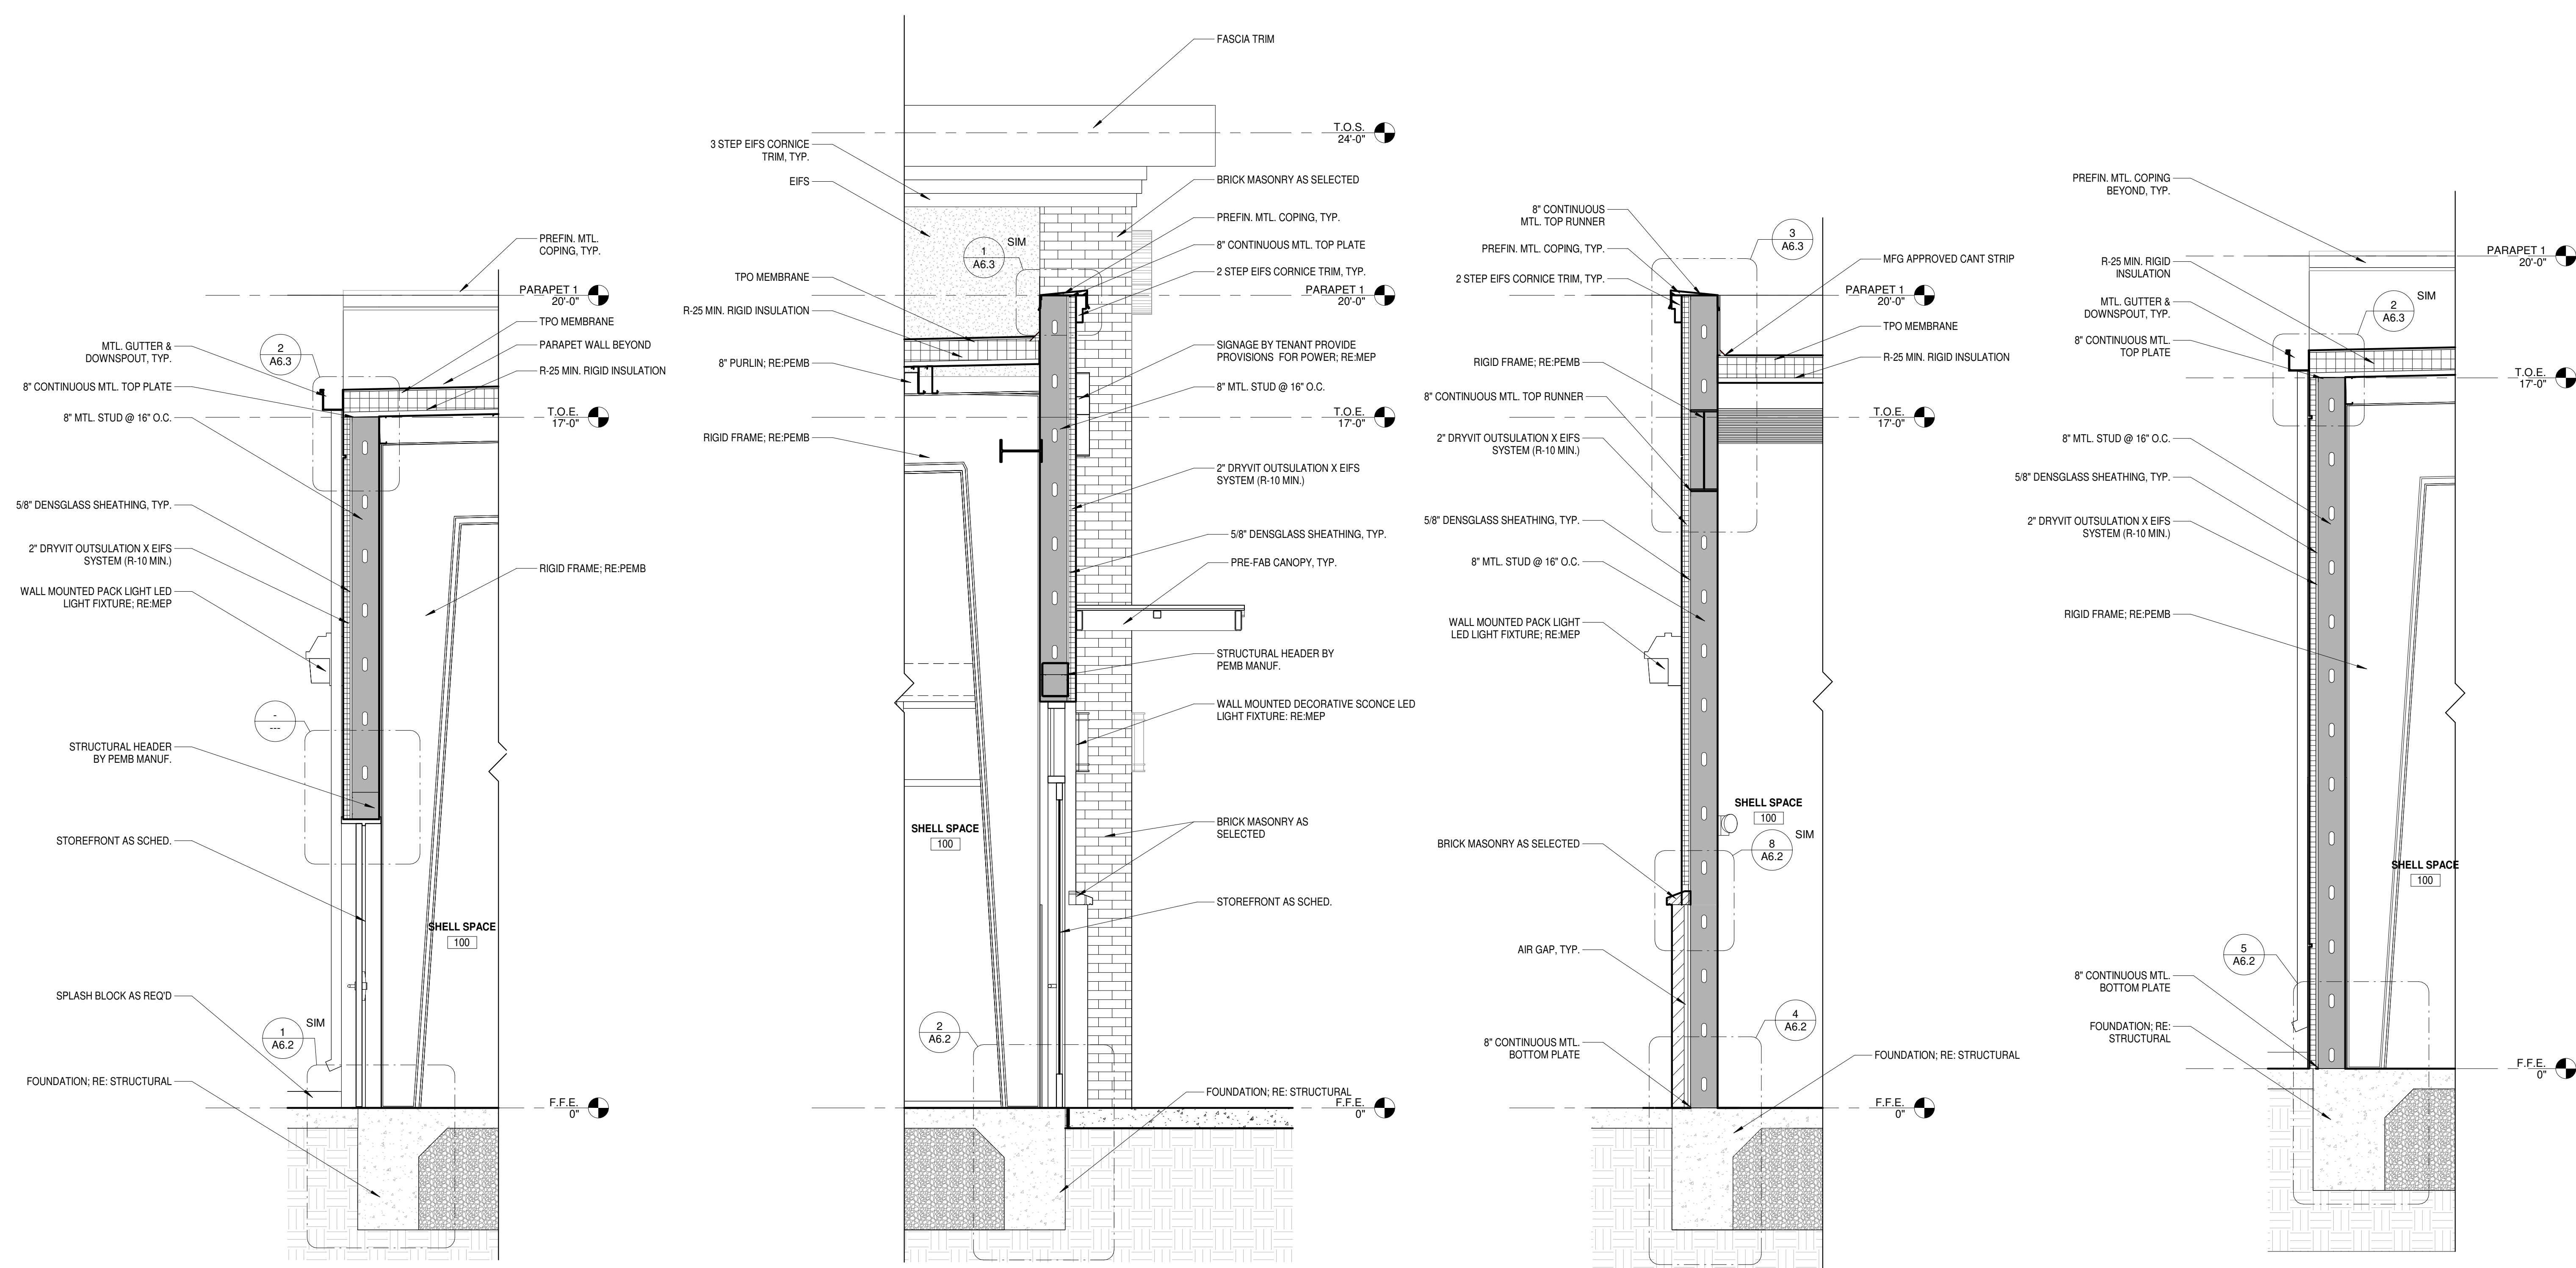 PREFIN. MTL.
COPING, TYP.
PARAPET 1
20'-0"
TPO MEMBRANE
PARAPET WALL BEYOND
R-25 MIN. RIGID INSULATION
2
A6.3
MTL. GUTTER &
DOWNSPOUT, TYP.
8" CONTINUOUS MTL. TOP PLATE
8" MTL. STUD @ 16" O.C.
T.O.E.
17'-0"
5/8" DENSGLASS SHEATHING, TYP.
2" DRYVIT OUTSULATION X EIFS
SYSTEM (R-10 MIN.)
WALL MOUNTED PACK LIGHT LED
LIGHT FIXTURE; RE:MEP
RIGID FRAME; RE:PEMB
-
---
STRUCTURAL HEADER
BY PEMB MANUF.
STOREFRONT AS SCHED.
SHELL SPACE
100
SPLASH BLOCK AS REQ'D
1
A6.2
SIM
FOUNDATION; RE: STRUCTURAL
F.F.E.
0"
FASCIA TRIM
T.O.S.
24'-0"
3 STEP EIFS CORNICE
TRIM, TYP.
EIFS
BRICK MASONRY AS SELECTED
PREFIN. MTL. COPING, TYP.
1
A6.3
SIM
8" CONTINUOUS MTL. TOP PLATE
2 STEP EIFS CORNICE TRIM, TYP.
TPO MEMBRANE
PARAPET 1
20'-0"
R-25 MIN. RIGID INSULATION
SIGNAGE BY TENANT PROVIDE
PROVISIONS FOR POWER; RE:MEP
8" PURLIN; RE:PEMB
8" MTL. STUD @ 16" O.C.
T.O.E.
17'-0"
RIGID FRAME; RE:PEMB
2" DRYVIT OUTSULATION X EIFS
SYSTEM (R-10 MIN.)
5/8" DENSGLASS SHEATHING, TYP.
PRE-FAB CANOPY, TYP.
STRUCTURAL HEADER BY
PEMB MANUF.
WALL MOUNTED DECORATIVE SCONCE LED
LIGHT FIXTURE: RE:MEP
SHELL SPACE
100
BRICK MASONRY AS
SELECTED
STOREFRONT AS SCHED.
2
A6.2
FOUNDATION; RE: STRUCTURAL
F.F.E.
0"
8" CONTINUOUS
MTL. TOP RUNNER
PREFIN. MTL. COPING, TYP.
2 STEP EIFS CORNICE TRIM, TYP.
3
A6.3
MFG APPROVED CANT STRIP
PARAPET 1
20'-0"
TPO MEMBRANE
R-25 MIN. RIGID INSULATION
RIGID FRAME; RE:PEMB
8" CONTINUOUS MTL. TOP RUNNER
T.O.E.
17'-0"
2" DRYVIT OUTSULATION X EIFS
SYSTEM (R-10 MIN.)
5/8" DENSGLASS SHEATHING, TYP.
8" MTL. STUD @ 16" O.C.
WALL MOUNTED PACK LIGHT
LED LIGHT FIXTURE; RE:MEP
SHELL SPACE
100
8
A6.2
SIM
BRICK MASONRY AS SELECTED
AIR GAP, TYP.
4
A6.2
8" CONTINUOUS MTL.
BOTTOM PLATE
FOUNDATION; RE: STRUCTURAL
F.F.E.
0"
PREFIN. MTL. COPING
BEYOND, TYP.
PARAPET 1
20'-0"
R-25 MIN. RIGID
INSULATION
MTL. GUTTER &
DOWNSPOUT, TYP.
2
A6.3
SIM
8" CONTINUOUS MTL.
TOP PLATE
T.O.E.
17'-0"
8" MTL. STUD @ 16" O.C.
5/8" DENSGLASS SHEATHING, TYP.
2" DRYVIT OUTSULATION X EIFS
SYSTEM (R-10 MIN.)
RIGID FRAME; RE:PEMB
SHELL SPACE
100
5
A6.2
8" CONTINUOUS MTL.
BOTTOM PLATE
FOUNDATION; RE:
STRUCTURAL
F.F.E.
0"